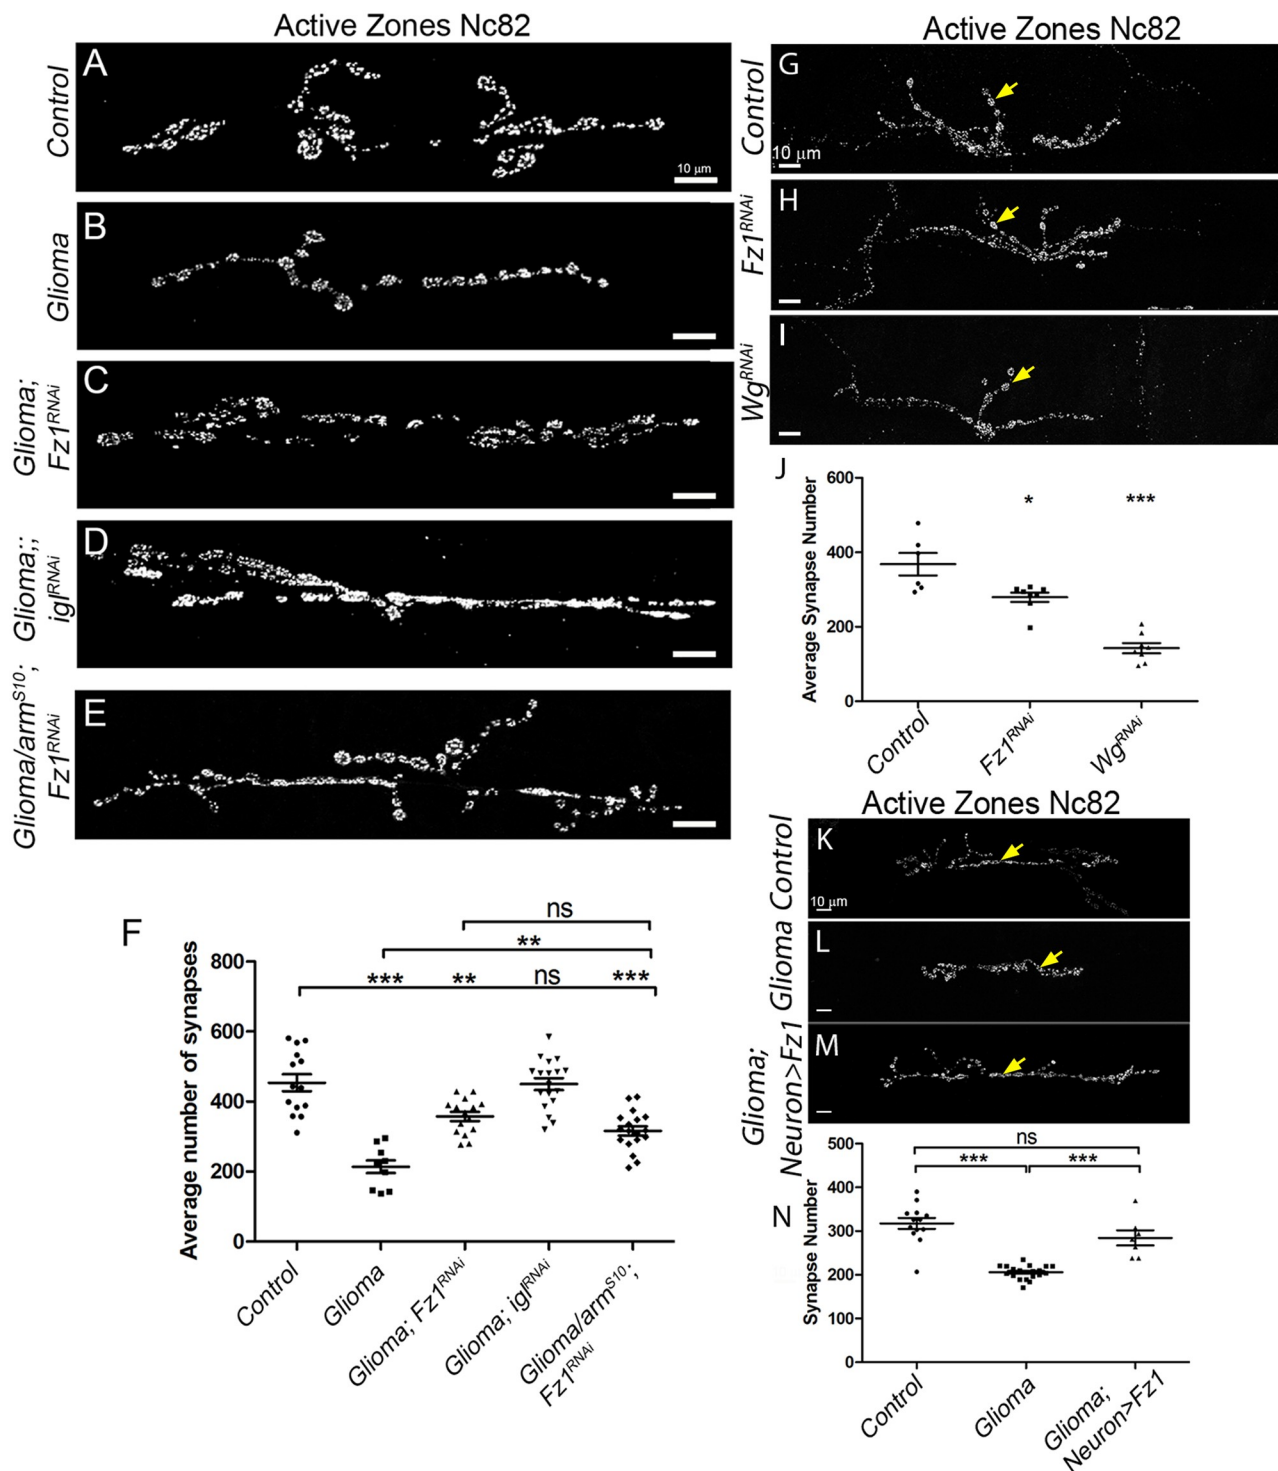 Active Zones Nc82
A
Control
10 μm
B
Glioma
C
Glioma;
Fz1RNAi
D
Glioma;;
iglRNAi
E
Glioma/armS10;
Fz1RNAi
F
ns
**
*** ** ns ***
Average number of synapses
800
600
400
200
0
Control
Glioma
Glioma; Fz1RNAi
Glioma; iglRNAi
Glioma/armS10;
Fz1RNAi
Active Zones Nc82
G
Control
10 μm
H
Fz1RNAi
I
WgRNAi
J
Average Synapse Number
600
400
200
0
* ***
Control
Fz1RNAi
WgRNAi
Active Zones Nc82
K
Control
10 μm
L
Glioma
M
Glioma;
Neuron>Fz1
N
Synapse Number
500
400
300
200
100
0
ns
*** ***
Control
Glioma
Glioma;
Neuron>Fz1